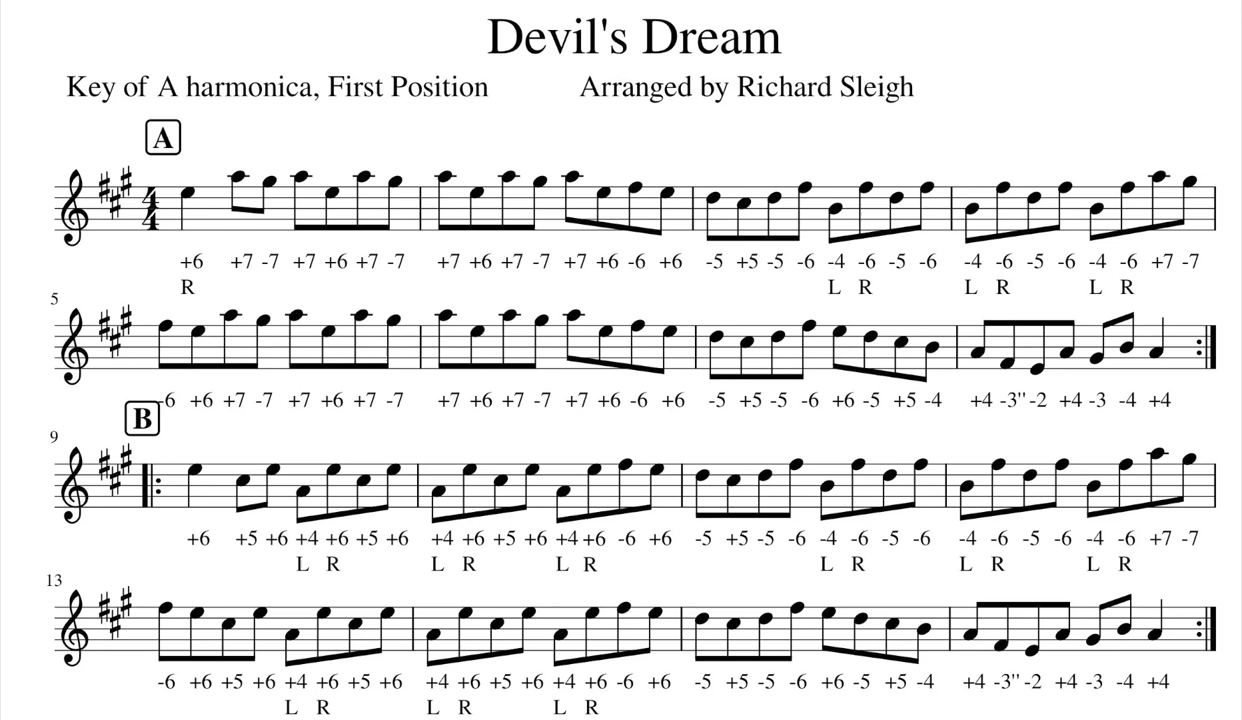 Devil's Dream
Key of A harmonica, First Position Arranged by Richard Sleigh
A
4
4
+6 +7 -7 +7 +6 +7 -7 +7 +6 +7 -7 +7 +6 -6 +6 -5 +5 -5 -6 -4 -6 -5 -6 -4 -6 -5 -6 -4 -6 +7 -7
R L R L R L R
5
-6 +6 +7 -7 +7 +6 +7 -7 +7 +6 +7 -7 +7 +6 -6 +6 -5 +5 -5 -6 +6 -5 +5 -4 +4 -3" -2 +4 -3 -4 +4
B
9
+6 +5 +6 +4 +6 +5 +6 +4 +6 +5 +6 +4 +6 -6 +6 -5 +5 -5 -6 -4 -6 -5 -6 -4 -6 -5 -6 -4 -6 +7 -7
L R L R L R L R L R L R
13
-6 +6 +5 +6 +4 +6 +5 +6 +4 +6 +5 +6 +4 +6 -6 +6 -5 +5 -5 -6 +6 -5 +5 -4 +4 -3" -2 +4 -3 -4 +4
L R L R L R